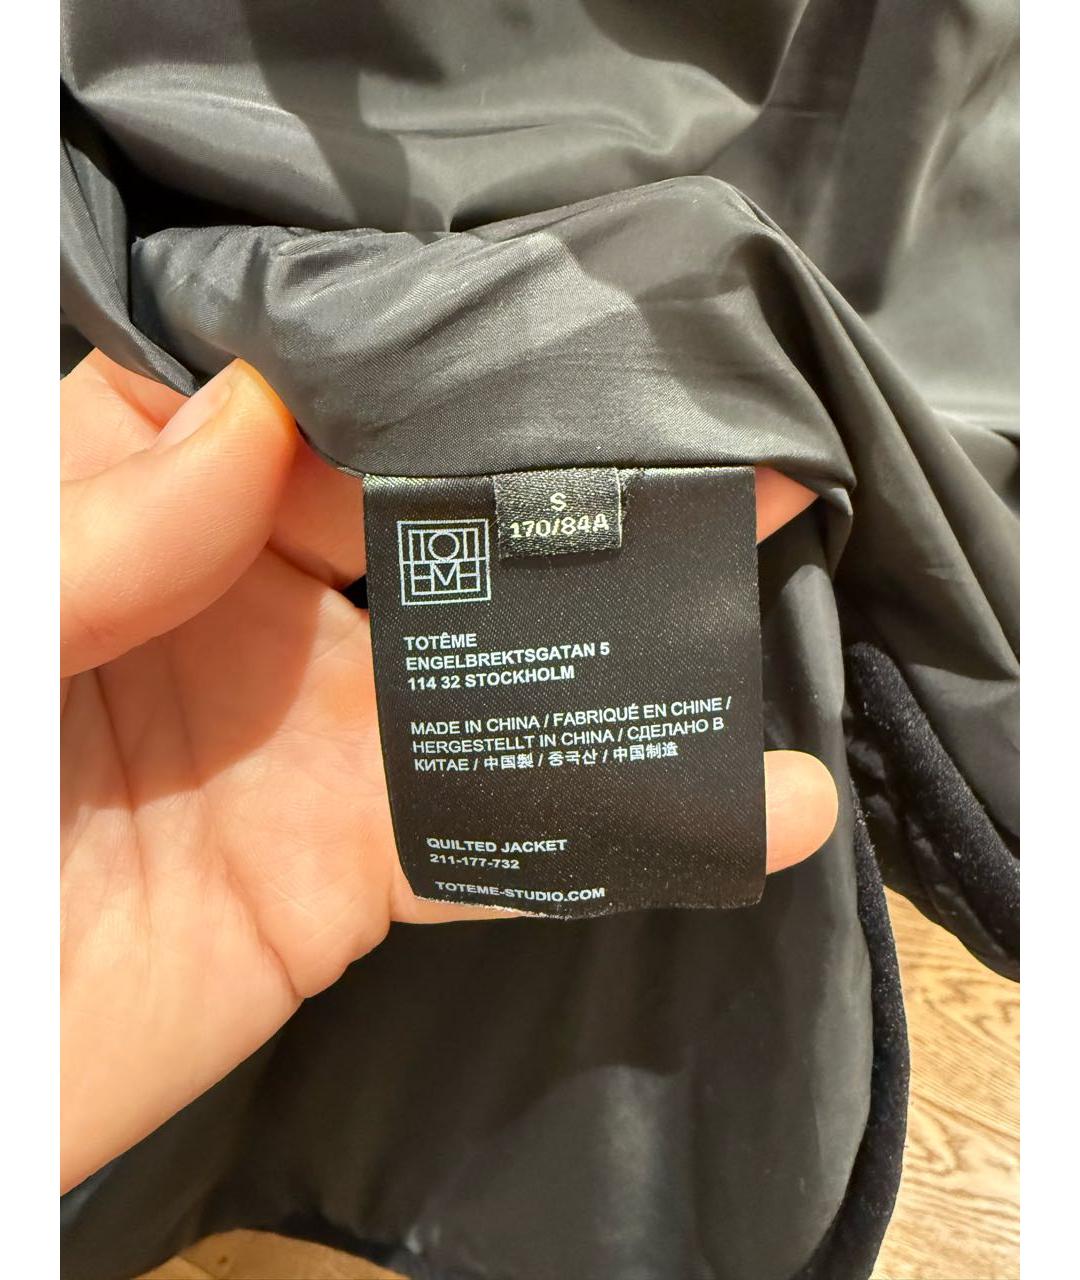 S
170/84A
TOTÊME
TOTÊME
ENGELBREKTSGATAN 5
114 32 STOCKHOLM
MADE IN CHINA / FABRIQUÉ EN CHINE /
HERGESTELLT IN CHINA / СДЕЛАНО В
КИТАЕ / 中国製 / 중국산 / 中国制造
QUILTED JACKET
211-177-732
TOTEME-STUDIO.COM